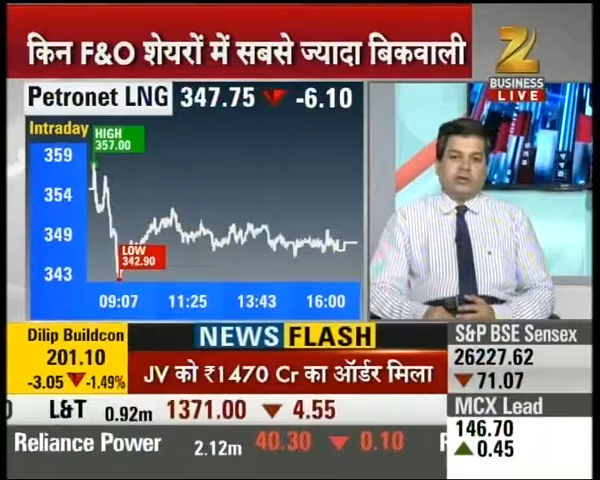 किन F&O शेयरों में सबसे ज्यादा बिकवाली
Z
BUSINESS
LIVE
Petronet LNG 347.75 -6.10
Intraday
HIGH
357.00
359
354
349
343
LOW
342.90
09:07 11:25 13:43 16:00
Dilip Buildcon
201.10
-3.05 -1.49%
NEWS FLASH
JV को ₹1470 Cr का ऑर्डर मिला
S&P BSE Sensex
26227.62
71.07
MCX Lead
146.70
0.45
L&T 0.92m 1371.00 4.55
Reliance Power 2.12m 40.30 0.10